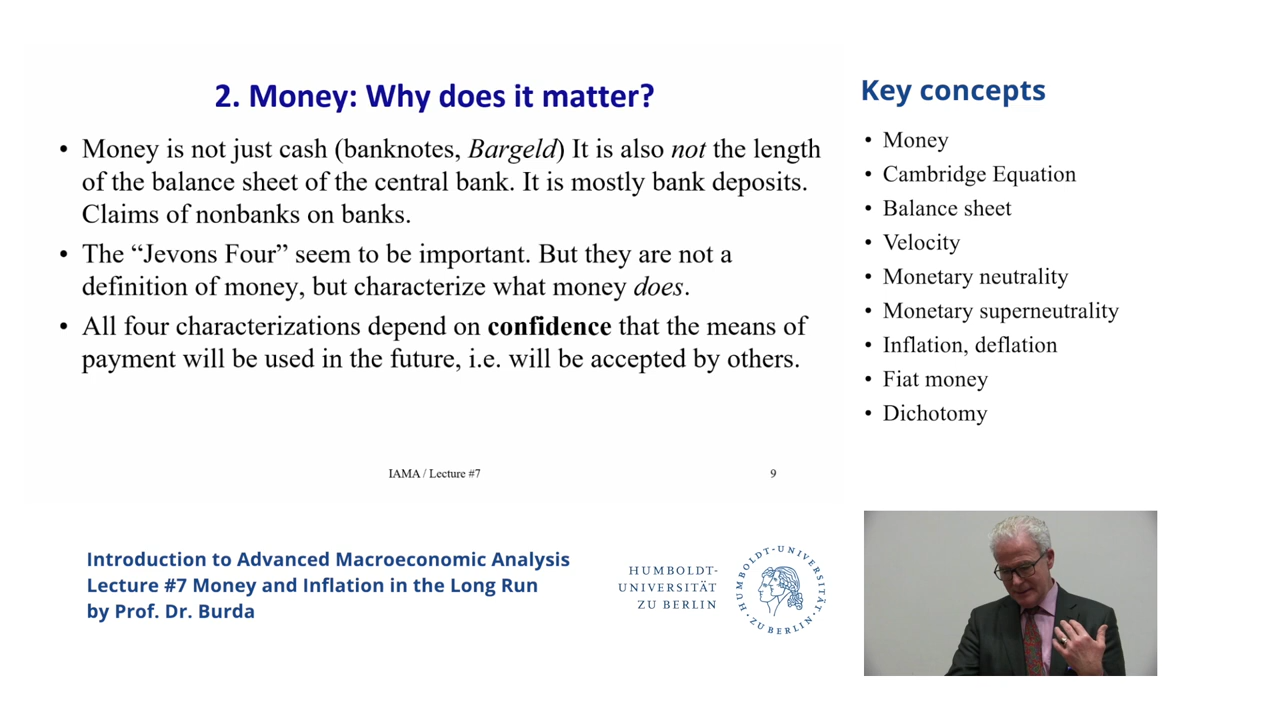 2. Money: Why does it matter?
• Money is not just cash (banknotes, Bargeld) It is also not the length
of the balance sheet of the central bank. It is mostly bank deposits.
Claims of nonbanks on banks.
• The “Jevons Four” seem to be important. But they are not a
definition of money, but characterize what money does.
• All four characterizations depend on confidence that the means of
payment will be used in the future, i.e. will be accepted by others.
IAMA / Lecture #7
9
Key concepts
• Money
• Cambridge Equation
• Balance sheet
• Velocity
• Monetary neutrality
• Monetary superneutrality
• Inflation, deflation
• Fiat money
• Dichotomy
Introduction to Advanced Macroeconomic Analysis
Lecture #7 Money and Inflation in the Long Run
by Prof. Dr. Burda
HUMBOLDT-
UNIVERSITÄT
ZU BERLIN
HUMBOLDT-UNIVERSITÄT
· ZU BERLIN ·